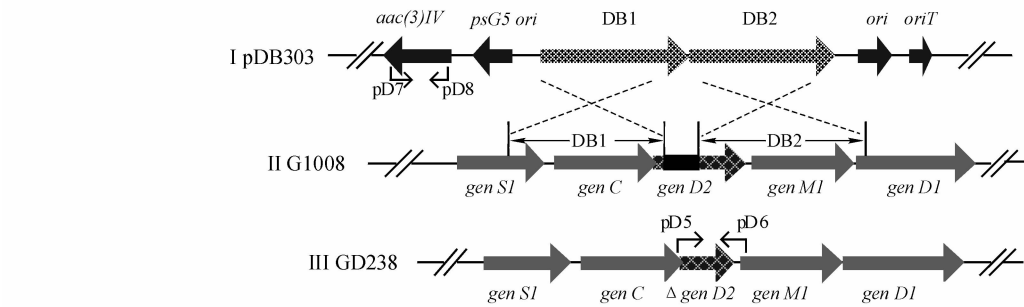 aac(3)IV psG5 ori DB1 DB2 ori oriT
I pDB303
pD7 pD8
DB1 DB2
II G1008
gen S1 gen C gen D2 gen M1 gen D1
pD5 pD6
III GD238
gen S1 gen C Δ gen D2 gen M1 gen D1